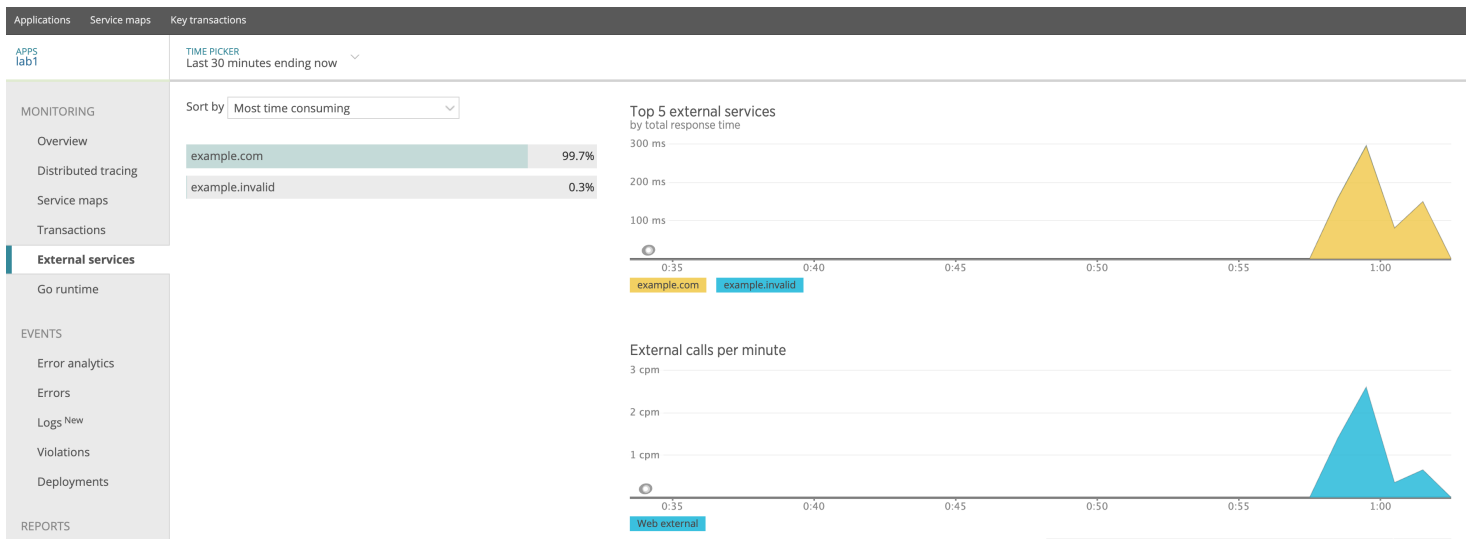 Applications Service maps Key transactions
APPS
lab1
TIME PICKER
Last 30 minutes ending now
MONITORING
Overview
Distributed tracing
Service maps
Transactions
External services
Go runtime
EVENTS
Error analytics
Errors
Logs New
Violations
Deployments
REPORTS
Sort by Most time consuming
example.com 99.7%
example.invalid 0.3%
Top 5 external services
by total response time
300 ms
200 ms
100 ms
0:35 0:40 0:45 0:50 0:55 1:00
example.com example.invalid
External calls per minute
3 cpm
2 cpm
1 cpm
0:35 0:40 0:45 0:50 0:55 1:00
Web external